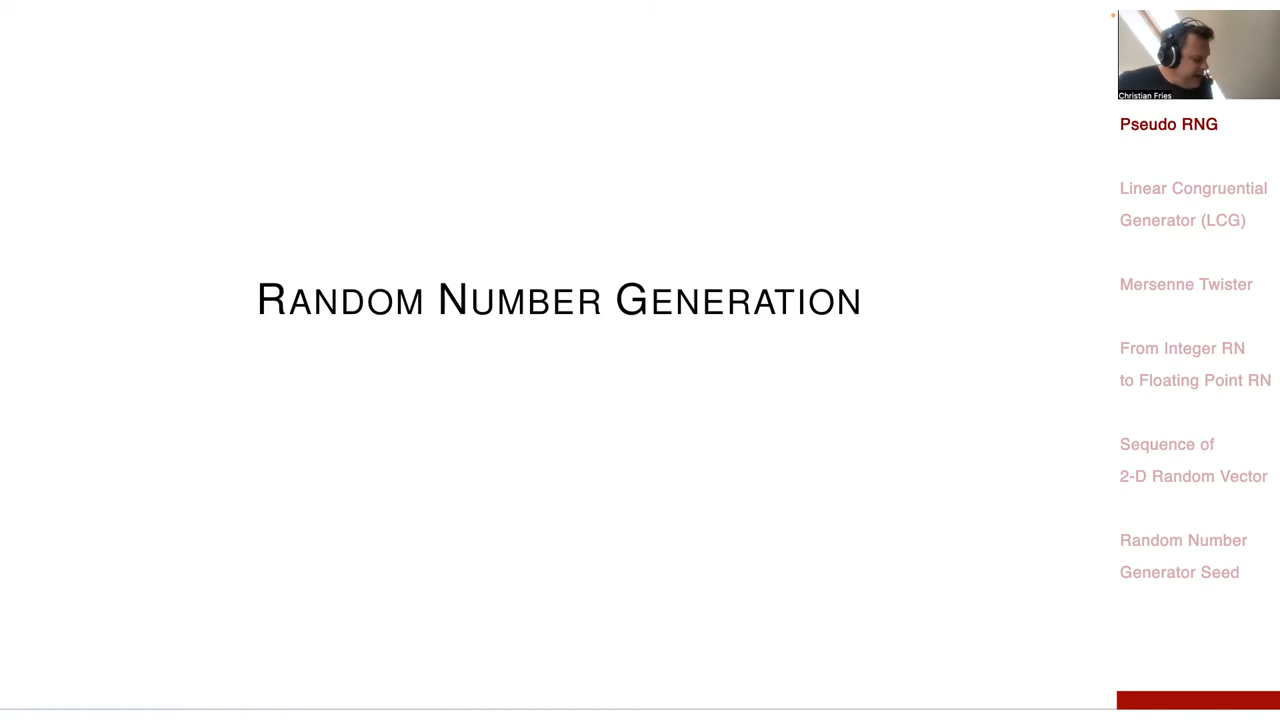 RANDOM NUMBER GENERATION
Christian Fries
Pseudo RNG
Linear Congruential
Generator (LCG)
Mersenne Twister
From Integer RN
to Floating Point RN
Sequence of
2-D Random Vector
Random Number
Generator Seed